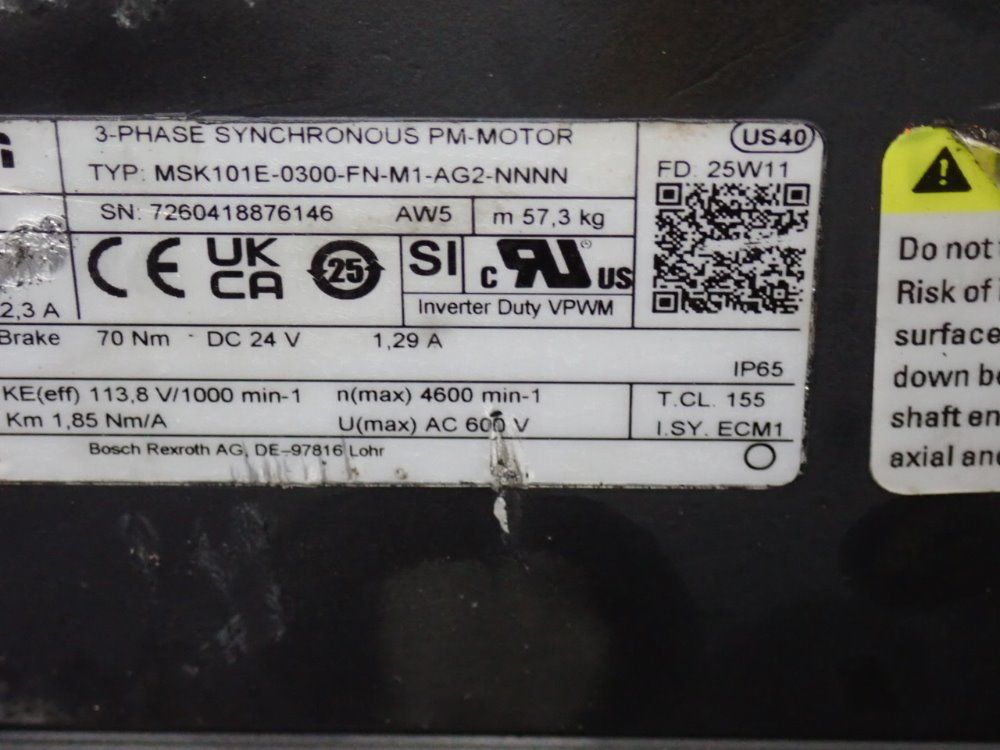 3-PHASE SYNCHRONOUS PM-MOTOR
US40
TYP: MSK101E-0300-FN-M1-AG2-NNNN
FD. 25W11
SN: 7260418876146 AW5 m 57,3 kg
CE UK CA 25 SI c RU ® US
2,3 A
Inverter Duty VPWM
Brake 70 Nm - DC 24 V 1,29 A
IP65
KE(eff) 113,8 V/1000 min-1 n(max) 4600 min-1 T.CL. 155
Km 1,85 Nm/A U(max) AC 600 V I.SY. ECM1
Bosch Rexroth AG, DE-97816 Lohr
Do not
Risk of
surface
down
shaft
axial